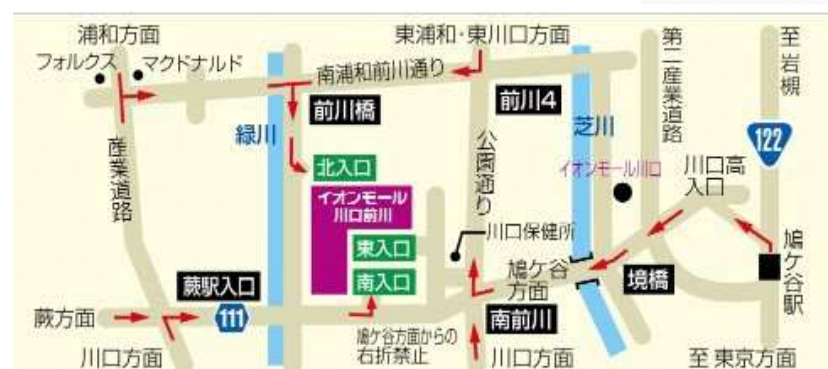 浦和方面
東浦和・東川口方面
第二産業道路
至岩槻
フォルクス
マクドナルド
南浦和前川通り
前川橋
前川4
緑川
芝川
122
産業道路
公園通り
北入口
イオンモール川口
川口高
入口
イオンモール
川口前川
川口保健所
東入口
鳩ケ谷
方面
鳩ケ谷駅
蕨駅入口
南入口
境橋
蕨方面
111
南前川
鳩ケ谷方面からの
右折禁止
川口方面
川口方面
至 東京方面